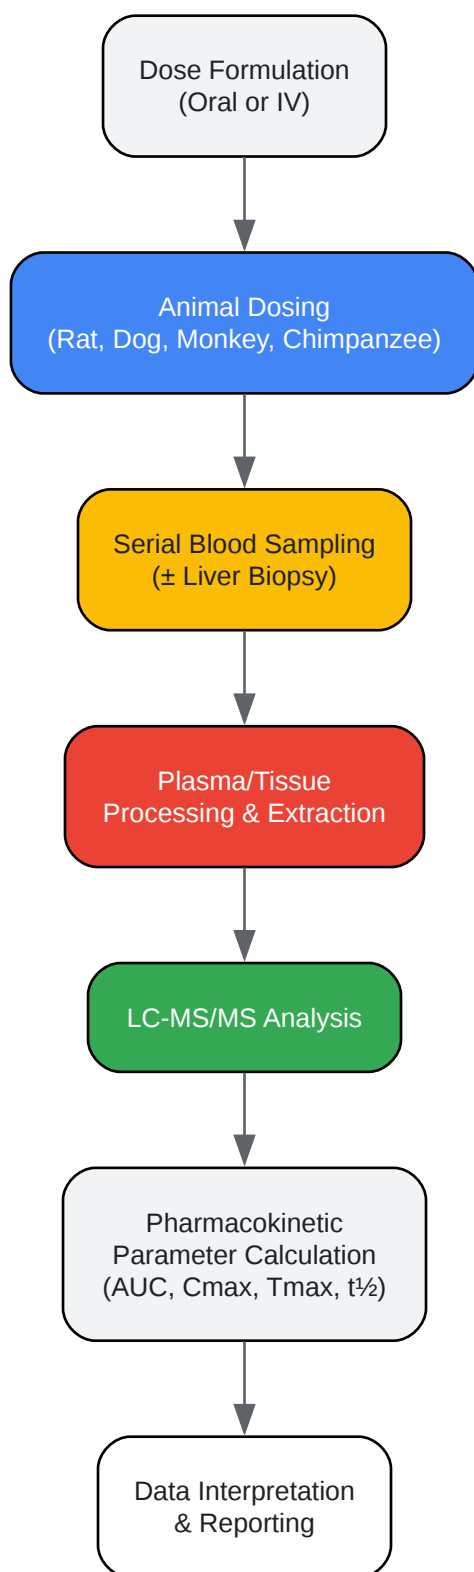 Dose Formulation
(Oral or IV)
Animal Dosing
(Rat, Dog, Monkey, Chimpanzee)
Serial Blood Sampling
(± Liver Biopsy)
Plasma/Tissue
Processing & Extraction
LC-MS/MS Analysis
Pharmacokinetic
Parameter Calculation
(AUC, Cmax, Tmax, t½)
Data Interpretation
& Reporting